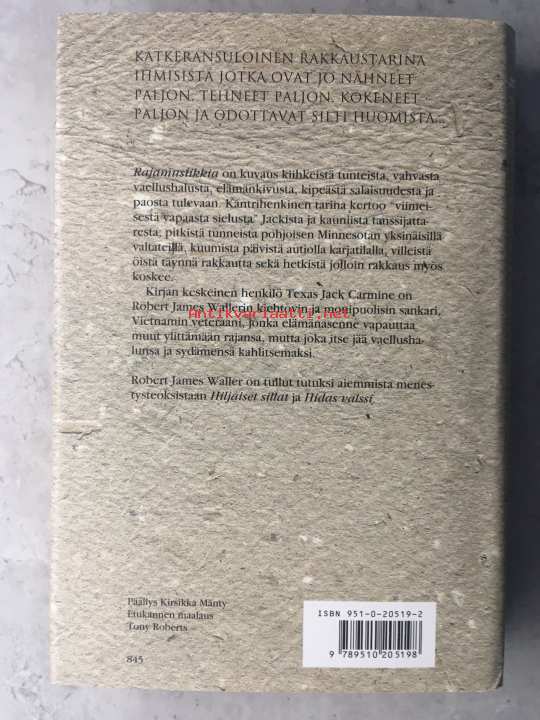 KATKERANSULOINEN RAKKAUSTARINA
IHMISISTÄ JOTKA OVAT JO NÄHNEET
PALJON, TEHNEET PALJON, KOKENEET
PALJON JA ODOTTAVAT SILTI HUOMISTA...
Rajamusiikkia on kuvaus kiihkeistä tunteista, vahvasta
vaellushalusta, elämänkivusta, kipeästä salaisuudesta ja
paosta tulevaan. Kantrihenkinen tarina kertoo "viimei-
sestä vapaasta sielusta" Jackista ja kauniista tanssijatta-
resta; pitkistä tunneista pohjoisen Minnesotan yksinäisillä
valtateillä, kuumista päivistä autiolla karjatilalla, villeistä
öistä täynnä rakkautta sekä hetkistä jolloin rakkaus myös
koskee.
Kirjan keskeinen henkilö Texas Jack Carmine on
Robert James Wallerin kiehtovin ja monipuolisin sankari,
Antikvariaatti.net
Vietnamin veteraani, jonka elämänasenne vapauttaa
muut ylittämään rajansa, mutta joka itse jää vaellusha-
lunsa ja sydämensä kahlitsemaksi.
Robert James Waller on tullut tutuksi aiemmista menes-
tysteoksistaan Hiljaiset sillat ja Hidas valssi.
Päällys Kirsikka Mänty
Etukannen maalaus
Tony Roberts
845
ISBN 951-0-20519-2
9 789510 205198